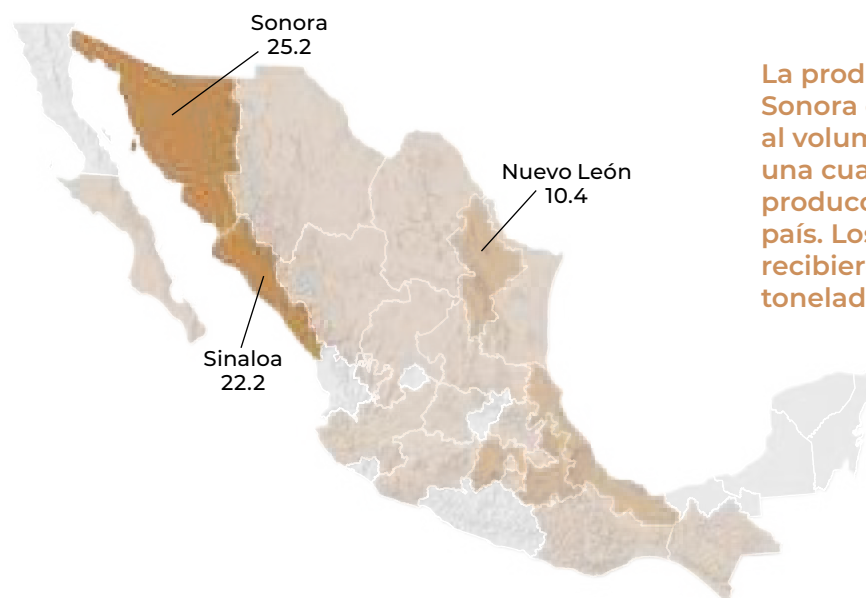 Sonora
25.2
Nuevo León
10.4
Sinaloa
22.2
La prod
Sonora
al volum
una cua
produc
país. Los
recibier
tonelad